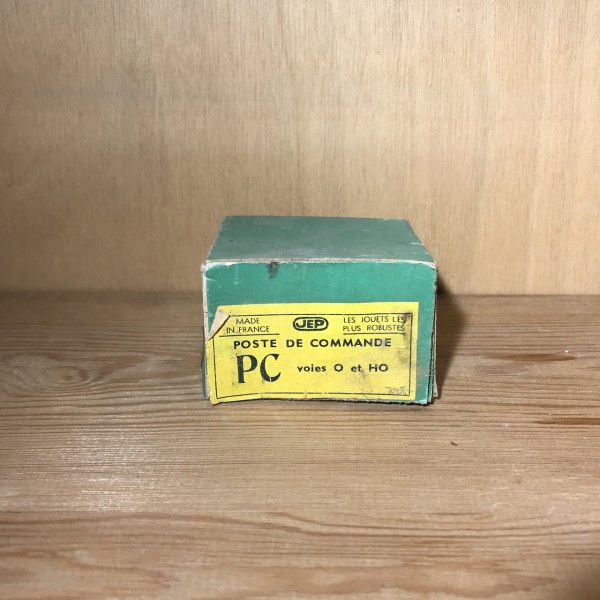 MADE IN FRANCE
JEP
LES JOUETS LES PLUS ROBUSTES
POSTE DE COMMANDE
PC voies O et HO